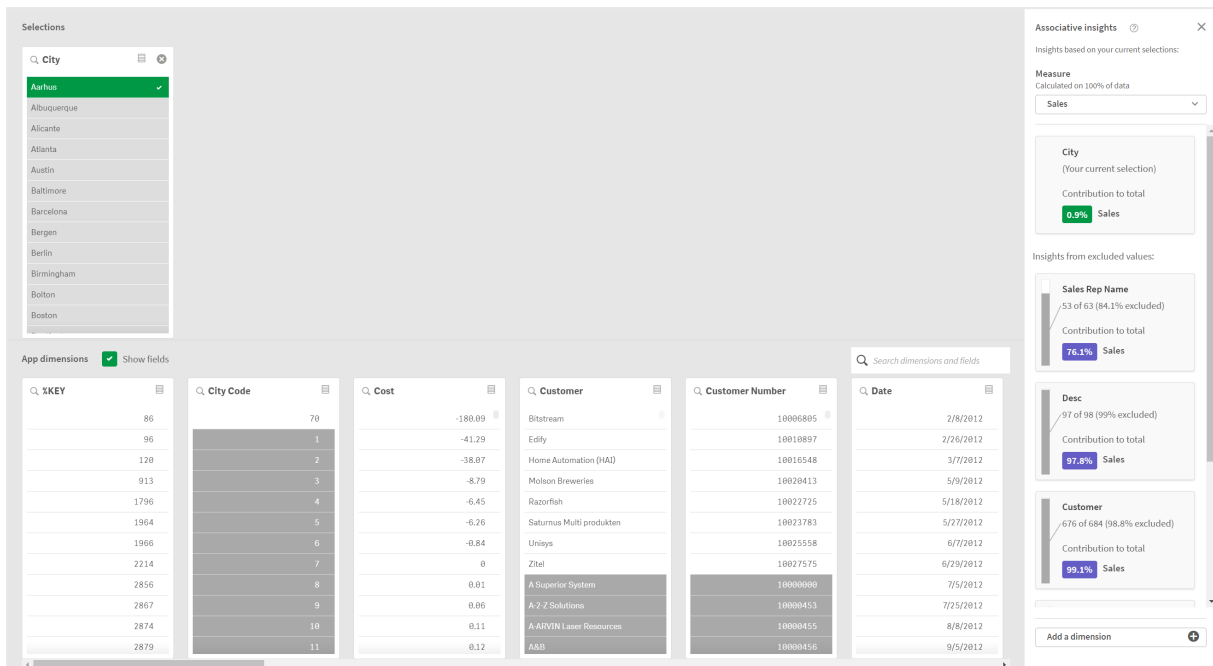 Selections
City
Aarhus
Albuquerque
Alicante
Atlanta
Austin
Baltimore
Barcelona
Bergen
Berlin
Birmingham
Bolton
Boston
App dimensions
Show fields
Search dimensions and fields
%KEY
86
96
120
913
1796
1964
1966
2214
2856
2867
2874
2879
City Code
70
1
2
3
4
5
6
7
8
9
10
11
Cost
-180.09
-41.29
-38.07
-8.79
-6.45
-6.26
-0.84
0
0.01
0.06
0.11
0.12
Customer
Bitstream
Edify
Home Automation (HAI)
Molson Breweries
Razorfish
Saturnus Multi produkten
Unisys
Zitel
A Superior System
A-2-Z Solutions
A-ARVIN Laser Resources
A&B
Customer Number
10006805
10010897
10016548
10020413
10022725
10023783
10025558
10027575
10000000
10000453
10000455
10000456
Date
2/8/2012
2/26/2012
3/7/2012
5/9/2012
5/18/2012
5/27/2012
6/7/2012
6/29/2012
7/5/2012
7/25/2012
8/8/2012
9/5/2012
Associative insights
Insights based on your current selections:
Measure
Calculated on 100% of data
Sales
City
(Your current selection)
Contribution to total
0.9% Sales
Insights from excluded values:
Sales Rep Name
53 of 63 (84.1% excluded)
Contribution to total
76.1% Sales
Desc
97 of 98 (99% excluded)
Contribution to total
97.8% Sales
Customer
676 of 684 (98.8% excluded)
Contribution to total
99.1% Sales
Add a dimension